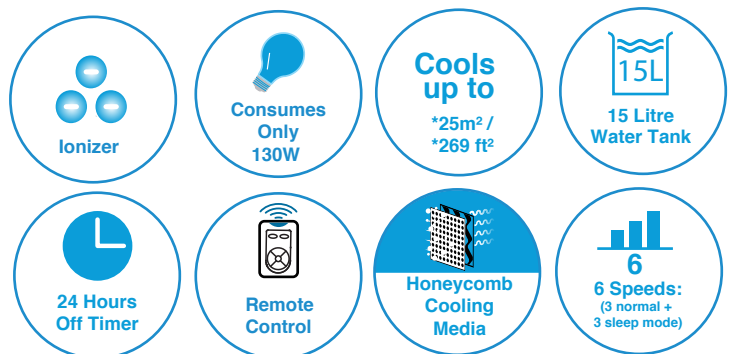 Ionizer
Consumes
Only
130W
Cools
up to
*25m² /
*269 ft²
15L
15 Litre
Water Tank
24 Hours
Off Timer
Remote
Control
Honeycomb
Cooling
Media
6
6 Speeds:
(3 normal +
3 sleep mode)